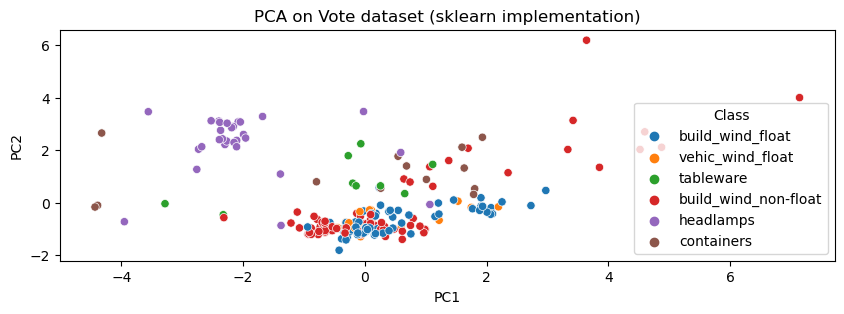 PCA on Vote dataset (sklearn implementation)
6
4
2
0
−2
PC2
−4
−2
0
2
4
6
PC1
Class
build_wind_float
vehic_wind_float
tableware
build_wind_non-float
headlamps
containers